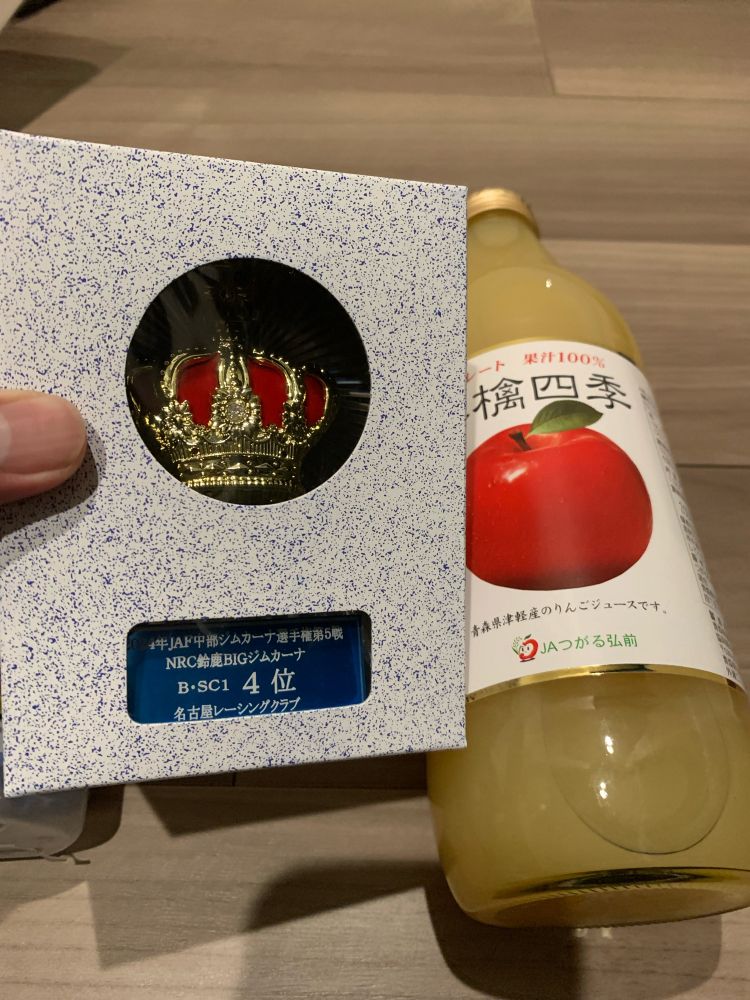 24年JAF中部ジムカーナ選手権第5戦
NRC鈴鹿BIGジムカーナ
B・SC1 4位
名古屋レーシングクラブ
レート 果汁100%
檎四季
青森県津軽産のりんごジュースです。
JAつがる弘前